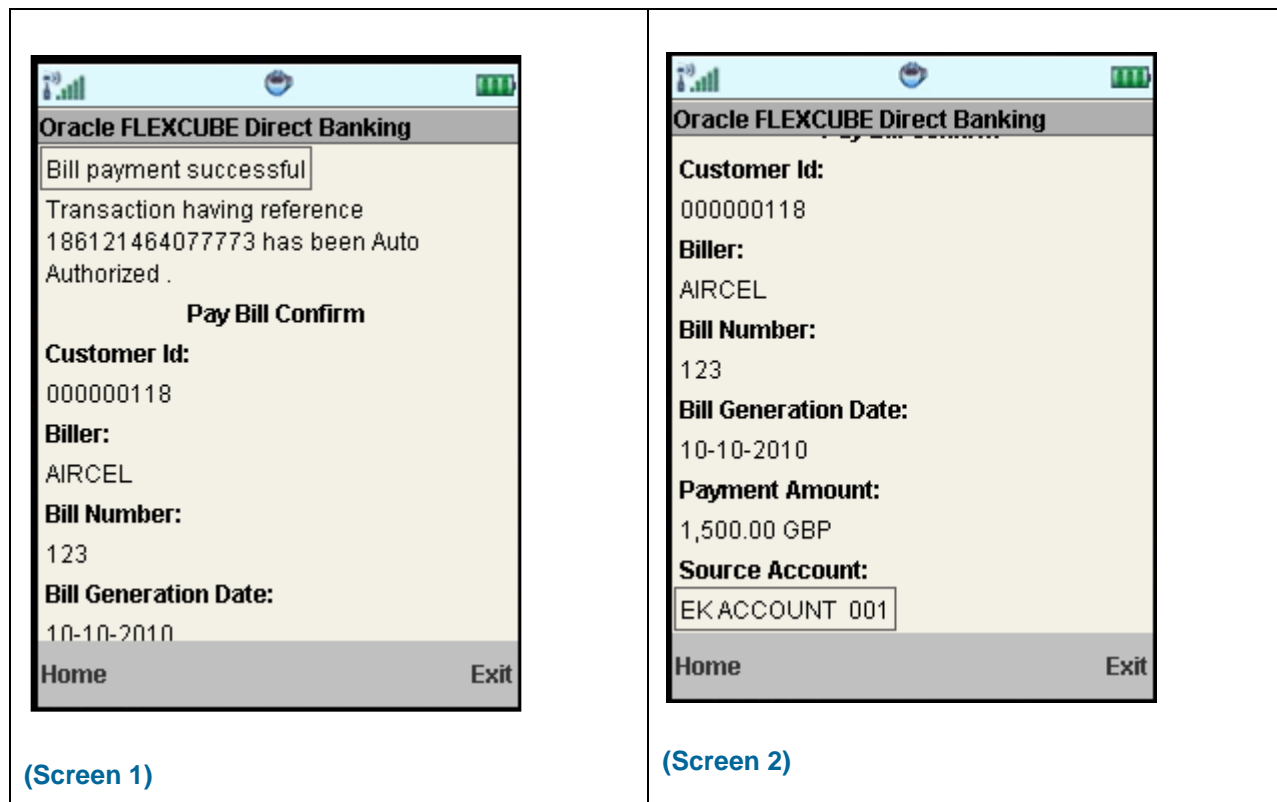 Oracle FLEXCUBE Direct Banking
Bill payment successful
Transaction having reference
186121464077773 has been Auto
Authorized .
Pay Bill Confirm
Customer Id:
000000118
Biller:
AIRCEL
Bill Number:
123
Bill Generation Date:
10-10-2010
Home Exit
(Screen 1)
Oracle FLEXCUBE Direct Banking
Customer Id:
000000118
Biller:
AIRCEL
Bill Number:
123
Bill Generation Date:
10-10-2010
Payment Amount:
1,500.00 GBP
Source Account:
EK ACCOUNT 001
Home Exit
(Screen 2)